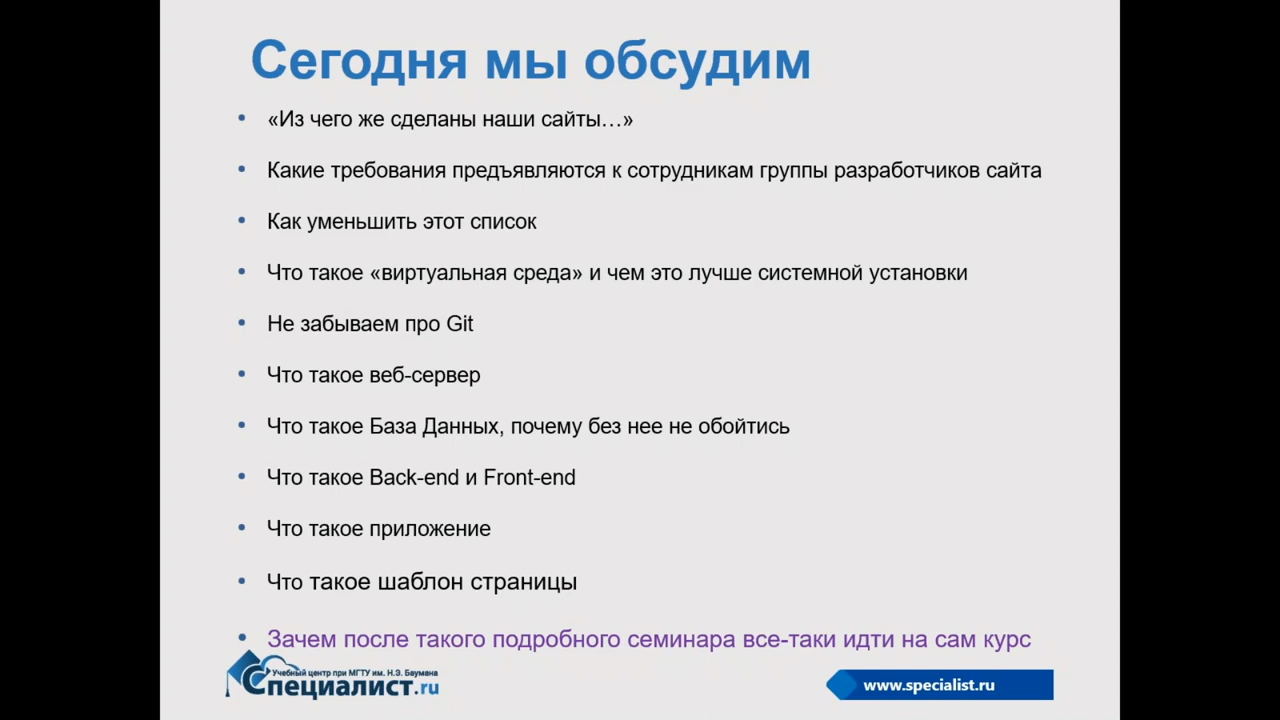 Сегодня мы обсудим
• «Из чего же сделаны наши сайты…»
• Какие требования предъявляются к сотрудникам группы разработчиков сайта
• Как уменьшить этот список
• Что такое «виртуальная среда» и чем это лучше системной установки
• Не забываем про Git
• Что такое веб-сервер
• Что такое База Данных, почему без нее не обойтись
• Что такое Back-end и Front-end
• Что такое приложение
• Что такое шаблон страницы
• Зачем после такого подробного семинара все-таки идти на сам курс
Учебный центр при МГТУ им. Н.Э. Баумана
Специалист.ru
www.specialist.ru